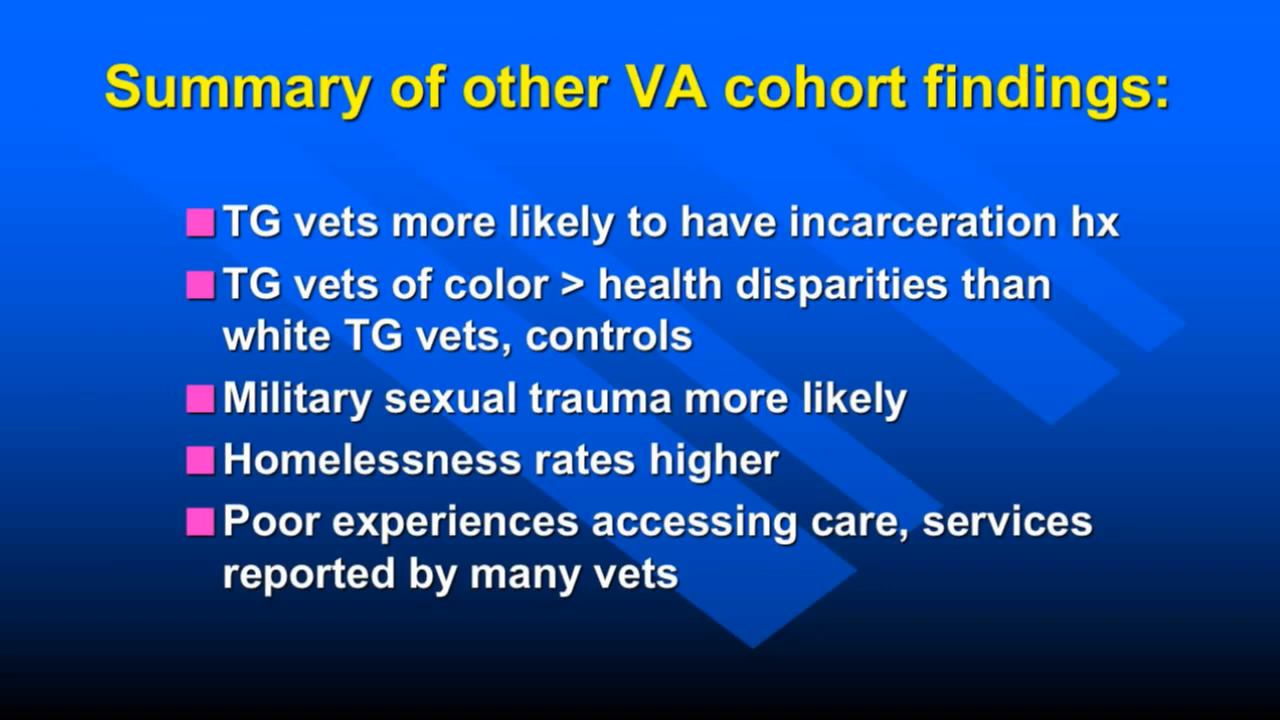 Summary of other VA cohort findings:
TG vets more likely to have incarceration hx
TG vets of color > health disparities than
white TG vets, controls
Military sexual trauma more likely
Homelessness rates higher
Poor experiences accessing care, services
reported by many vets